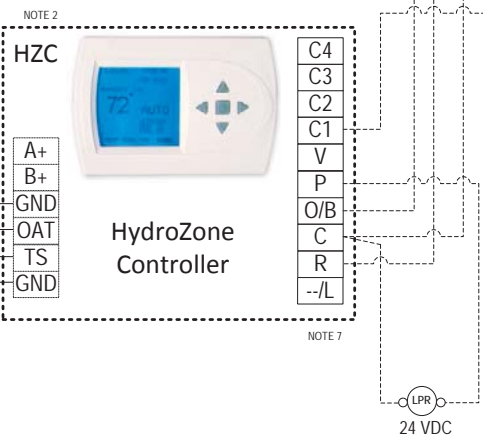 NOTE 2
HZC
72°
AUTO
A+
B+
GND
OAT
TS
GND
HydroZone
Controller
C4
C3
C2
C1
V
P
O/B
C
R
--/L
NOTE 7
LPR
24 VDC